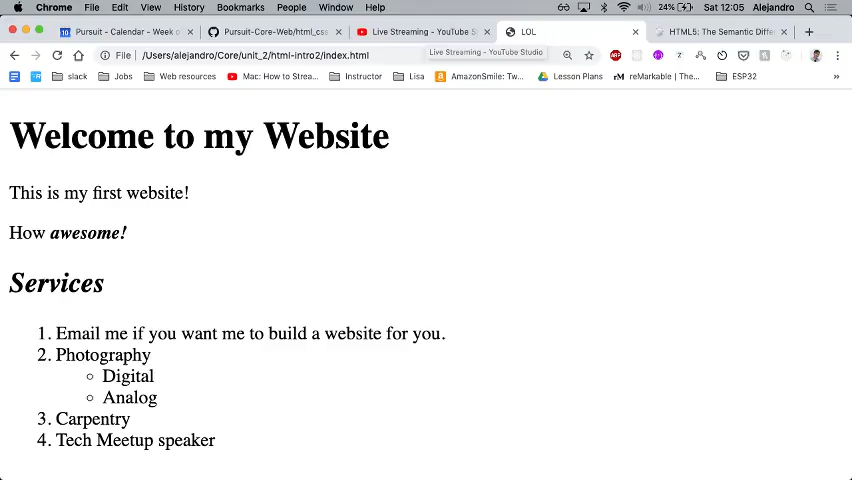 Chrome File Edit View History Bookmarks People Window Help 24% Sat 12:05 Alejandro
10 Pursuit - Calendar - Week o Pursuit-Core-Web/html_css Live Streaming - YouTube S LOL HTML5: The Semantic Differ
Live Streaming - YouTube Studio
File /Users/alejandro/Core/unit_2/html-intro2/index.html
slack Jobs Web resources Mac: How to Strea... Instructor Lisa AmazonSmile: Tw... Lesson Plans rM reMarkable | The... ESP32 »
Welcome to my Website
This is my first website!
How awesome!
Services
1. Email me if you want me to build a website for you.
2. Photography
Digital
Analog
3. Carpentry
4. Tech Meetup speaker